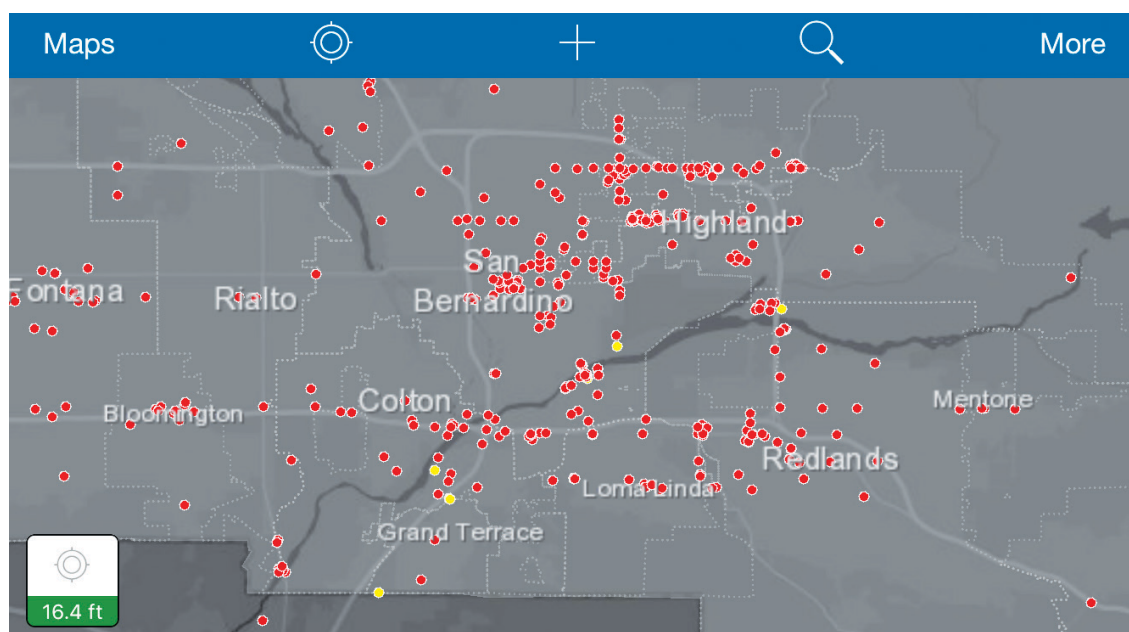 Maps
More
Highland
San
Bernardino
Fontana
Rialto
Colton
Bloomington
Mentone
Redlands
Loma Linda
Grand Terrace
16.4 ft